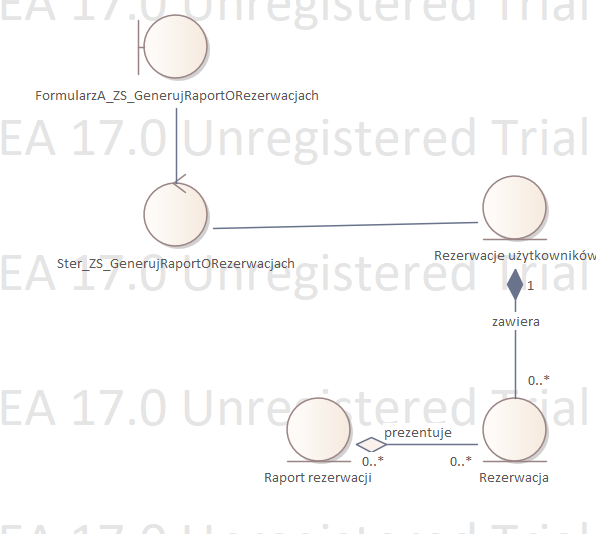 EA 17.0 Unregistered Trial
FormularzA_ZS_GenerujRaportORezerwacjach
EA 17.0 Unregistered Trial
Ster_ZS_GenerujRaportORezerwacjach
Rezerwacje użytkowników
EA 17.0 Unregistered Trial
1
zawiera
0..*
EA 17.0 Unregistered Trial
prezentuje
0..* 0..*
Raport rezerwacji Rezerwacja
EA 17.0 Unregistered Trial